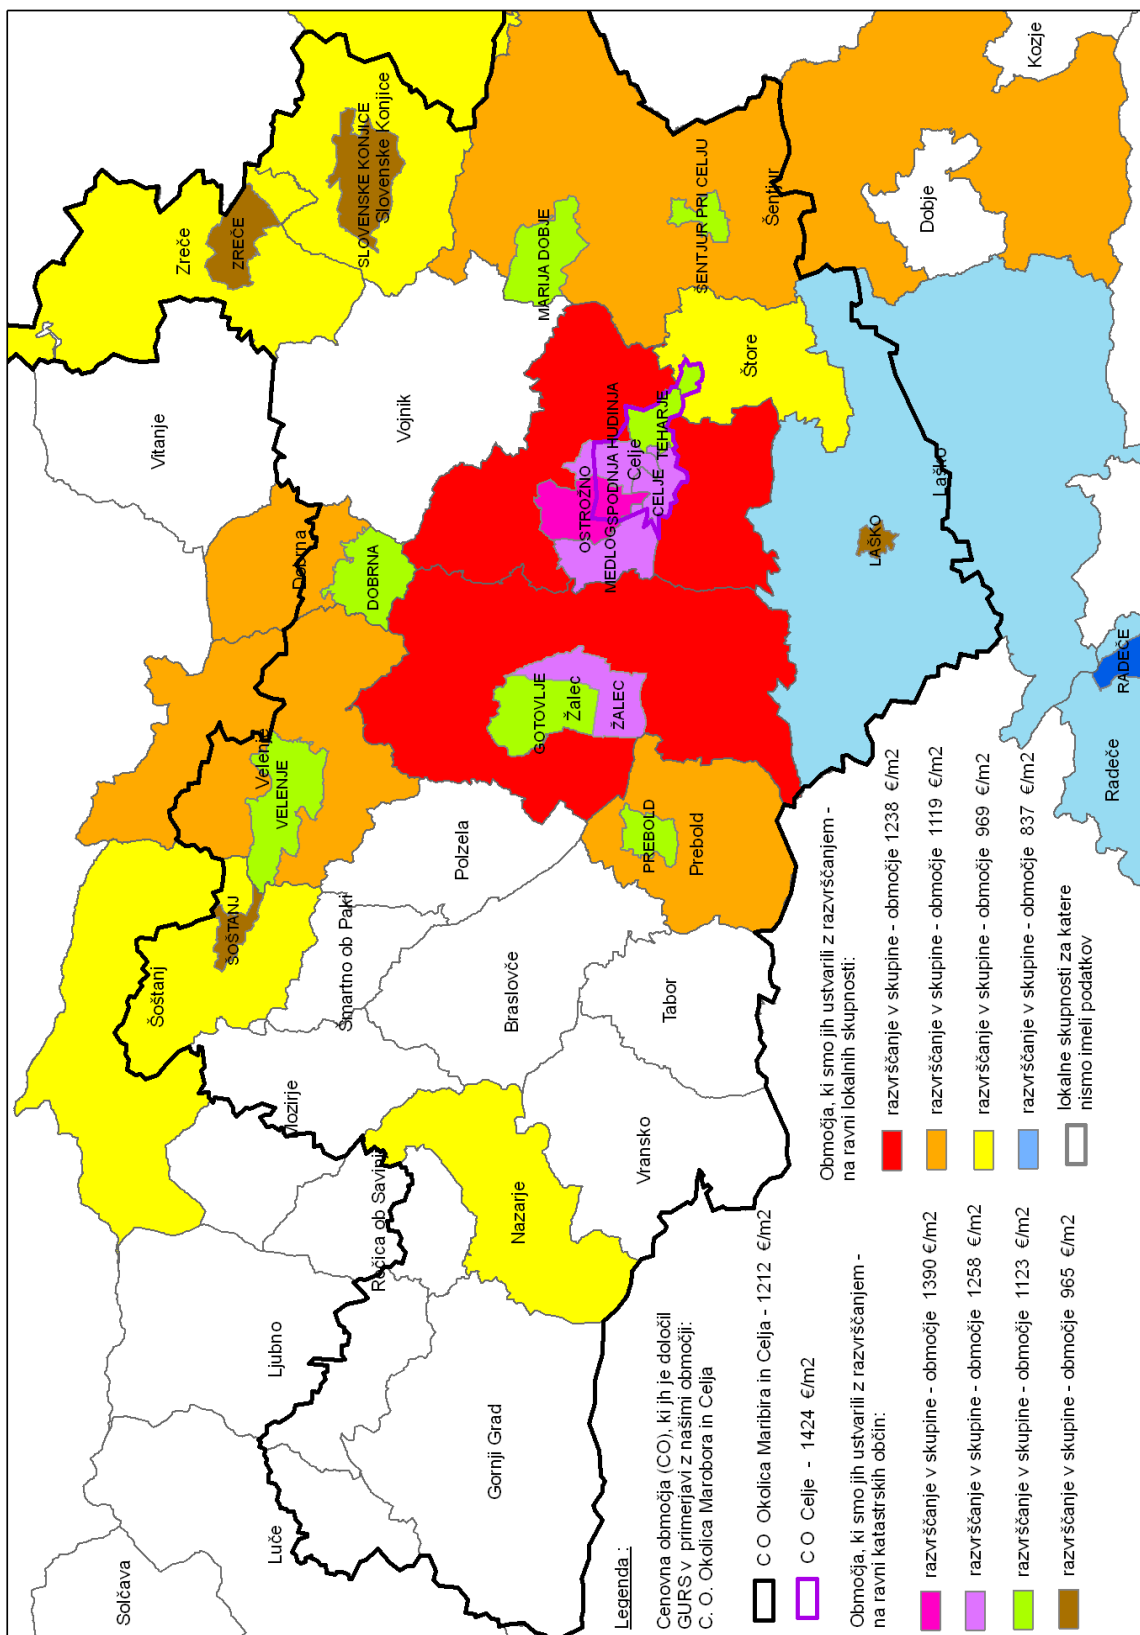 Solčava
Luče
Ljubno
Gornji Grad
Rečica ob Savinji
Mozirje
Nazarje
Vransko
Tabor
Braslovče
Šmartno ob Paki
Polzela
Šoštanj
ŠOŠTANJ
Velenje
VELENJE
Prebold
PREBOLD
GOTOVLJE
Žalec
ŽALEC
Dobrna
DOBRNA
Vitanje
Vojnik
OSTROŽNO
MEDLOG
SPODNJA HUDINJA
Celje
CELJE
TEHARJE
Štore
Zreče
ZREČE
SLOVENSKE KONJICE
Slovenske Konjice
MARIJA DOBJE
ŠENTJUR PRI CELJU
Šentjur
Dobje
Kozje
Laško
LAŠKO
RADEČE
Radeče
Legenda :
Cenovna območja (CO), ki jh je določil
GURS v primerjavi z našimi območji:
C. O. Okolica Marobora in Celja
C O Okolica Maribira in Celja - 1212 €/m2
C O Celje - 1424 €/m2
Območja, ki smo jih ustvarili z razvrščanjem -
na ravni katastrskih občin:
razvrščanje v skupine - območje 1390 €/m2
razvrščanje v skupine - območje 1258 €/m2
razvrščanje v skupine - območje 1123 €/m2
razvrščanje v skupine - območje 965 €/m2
Območja, ki smo jih ustvarili z razvrščanjem -
na ravni lokalnih skupnosti:
razvrščanje v skupine - območje 1238 €/m2
razvrščanje v skupine - območje 1119 €/m2
razvrščanje v skupine - območje 969 €/m2
razvrščanje v skupine - območje 837 €/m2
lokalne skupnosti za katere
nismo imeli podatkov